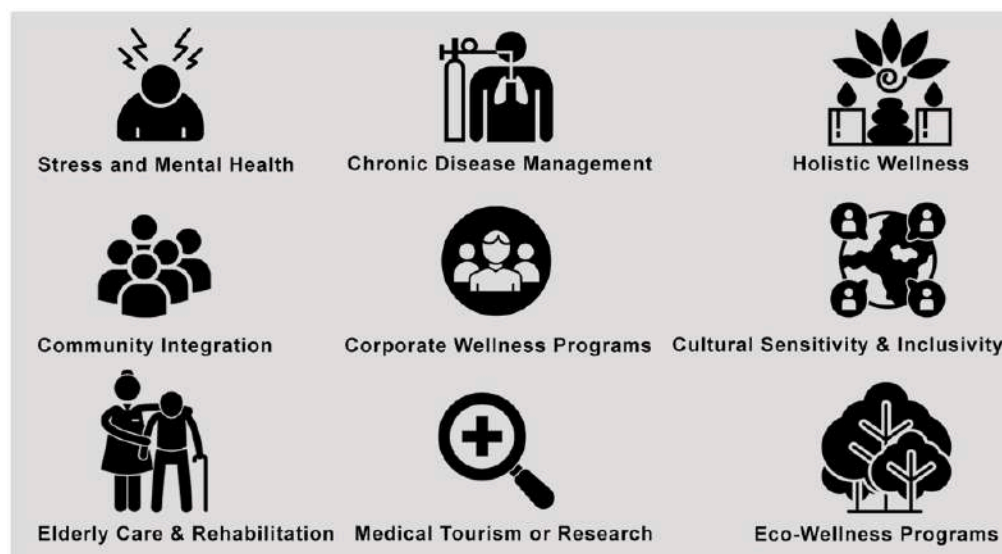 Stress and Mental Health
Chronic Disease Management
Holistic Wellness
Community Integration
Corporate Wellness Programs
Cultural Sensitivity & Inclusivity
Elderly Care & Rehabilitation
Medical Tourism or Research
Eco-Wellness Programs